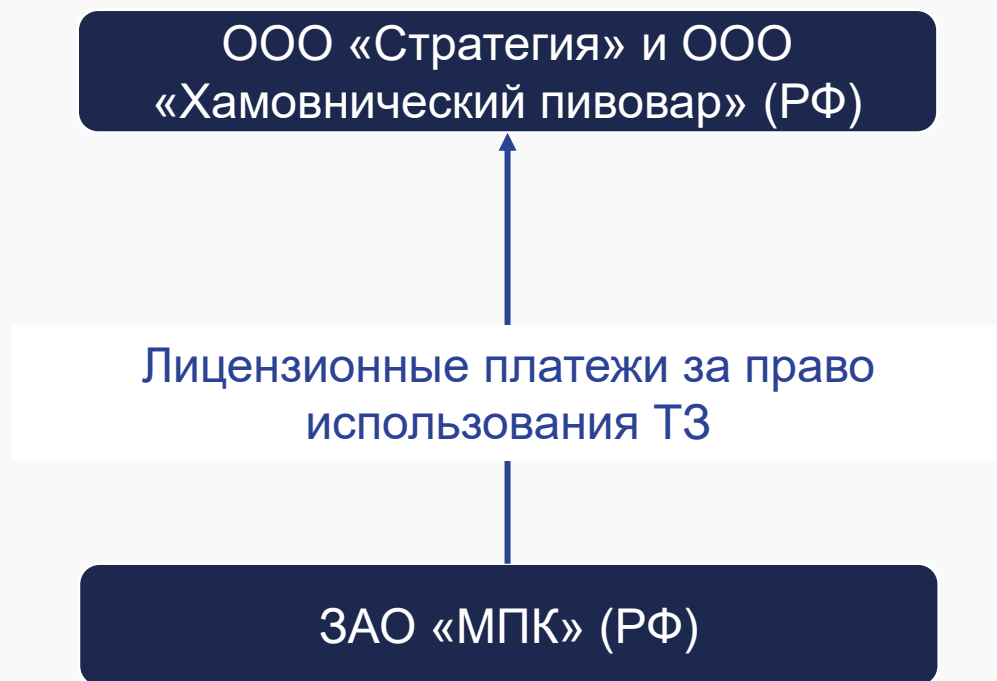 ООО «Стратегия» и ООО
«Хамовнический пивовар» (РФ)
Лицензионные платежи за право
использования ТЗ
ЗАО «МПК» (РФ)